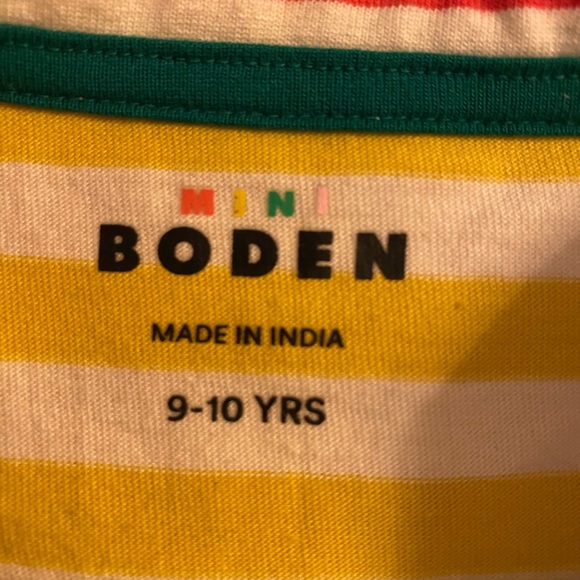 MINI
BODEN
MADE IN INDIA
9-10 YRS